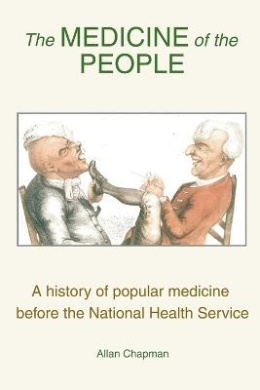 The MEDICINE of the
PEOPLE
A history of popular medicine
before the National Health Service
Allan Chapman